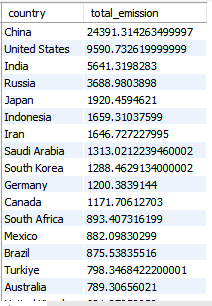 country total_emission
China 24391.314263499997
United States 9590.732619999999
India 5641.3198283
Russia 3688.9803898
Japan 1920.4594621
Indonesia 1659.31037599
Iran 1646.727227995
Saudi Arabia 1313.0212239460002
South Korea 1288.4629134000002
Germany 1200.3839144
Canada 1171.70612703
South Africa 893.407316199
Mexico 882.09830299
Brazil 875.53835516
Turkiye 798.3468422200001
Australia 789.30656021